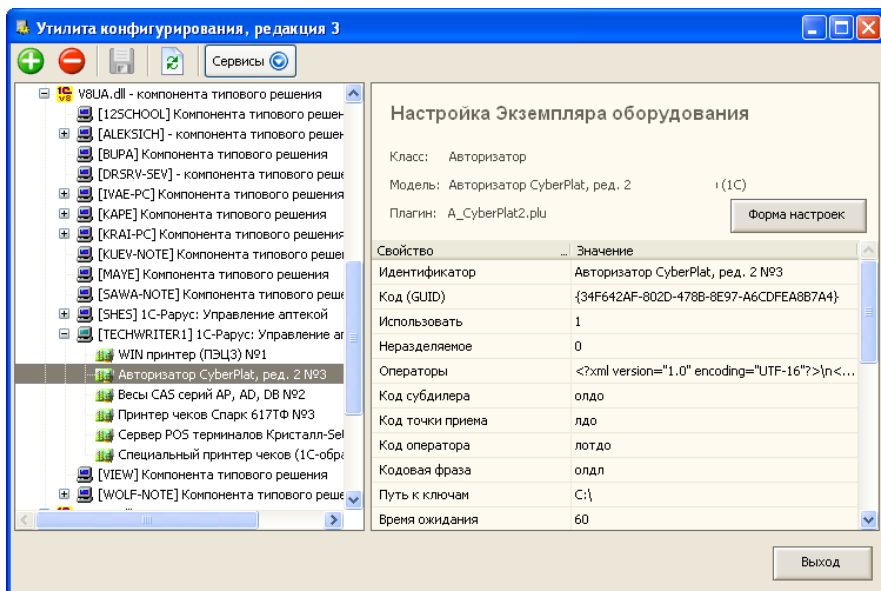 Утилита конфигурирования, редакция 3
Сервисы
V8UA.dll - компонента типового решения
[12SCHOOL] Компонента типового решен
[ALEKSICH] - компонента типового решен
[BUPA] Компонента типового решения
[DRSRV-SEV] - компонента типового реше
[IVAE-PC] Компонента типового решения
[KAPE] Компонента типового решения
[KRAI-PC] Компонента типового решения
[KUEV-NOTE] Компонента типового решен
[MAYE] Компонента типового решения
[SAWA-NOTE] Компонента типового реше
[SHES] 1С-Рарус: Управление аптекой
[TECHWRITER1] 1С-Рарус: Управление ап
WIN принтер (ПЭЦЗ) №1
Авторизатор CyberPlat, ред. 2 №3
Весы CAS серий AP, AD, DB №2
Принтер чеков Спарк 617ТФ №3
Сервер POS терминалов Кристалл-Se
Специальный принтер чеков (1С-обра
[VIEW] Компонента типового решения
[WOLF-NOTE] Компонента типового реше
Настройка Экземпляра оборудования
Класс: Авторизатор
Модель: Авторизатор CyberPlat, ред. 2 (1С)
Плагин: A_CyberPlat2.plu
Форма настроек
Свойство ... Значение
Идентификатор Авторизатор CyberPlat, ред. 2 №3
Код (GUID) {34F642AF-802D-478B-8E97-A6CDFEA8B7A4}
Использовать 1
Неразделяемое 0
Операторы <?xml version="1.0" encoding="UTF-16"?>\n<...
Код субдилера олдо
Код точки приема лдо
Код оператора лотдо
Кодовая фраза олдл
Путь к ключам C:\
Время ожидания 60
Выход